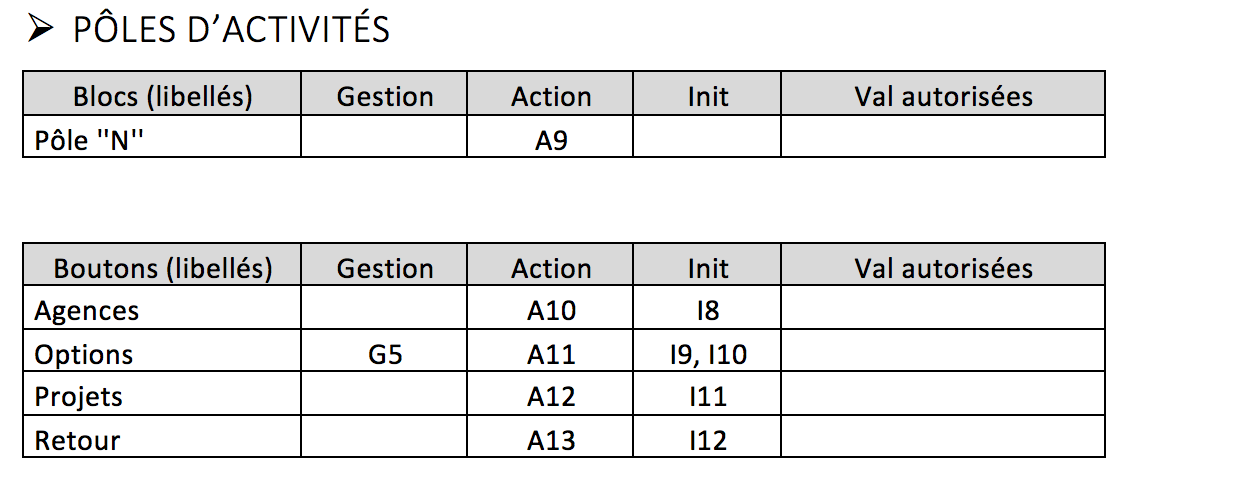 ➢ PÔLES D’ACTIVITÉS
Blocs (libellés) Gestion Action Init Val autorisées
Pôle "N" A9
Boutons (libellés) Gestion Action Init Val autorisées
Agences A10 I8
Options G5 A11 I9, I10
Projets A12 I11
Retour A13 I12